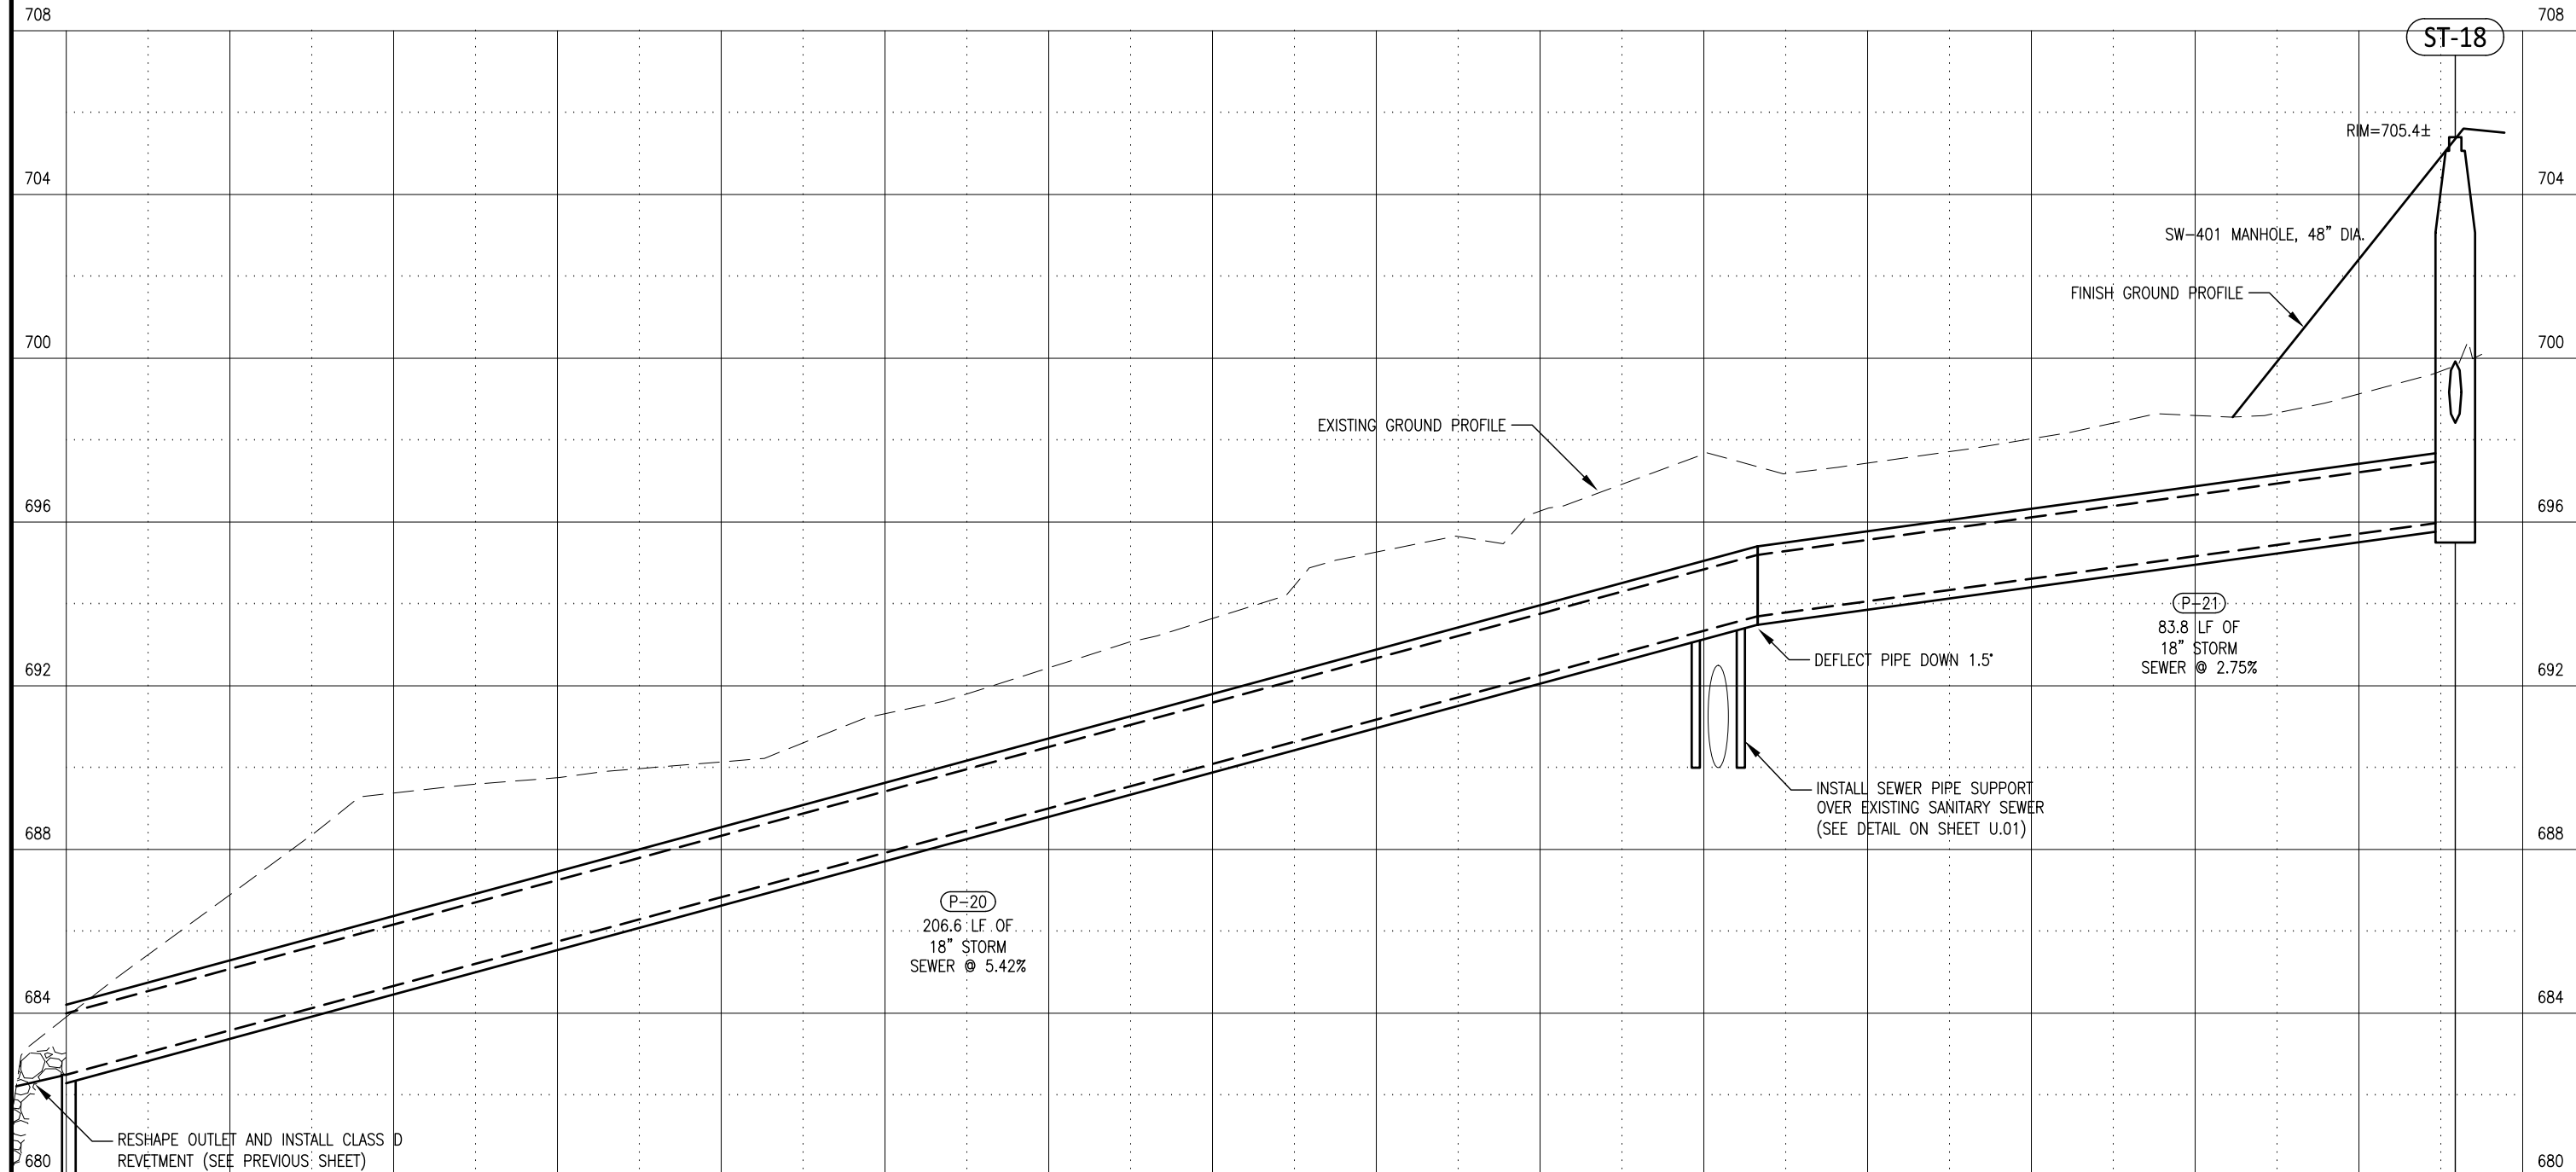 708
708
ST-18
RIM=705.4±
704
704
SW-401 MANHOLE, 48" DIA.
FINISH GROUND PROFILE
700
700
EXISTING GROUND PROFILE
696
696
P-21
83.8 LF OF
18" STORM
SEWER @ 2.75%
DEFLECT PIPE DOWN 1.5°
692
692
INSTALL SEWER PIPE SUPPORT
OVER EXISTING SANITARY SEWER
(SEE DETAIL ON SHEET U.01)
688
688
P-20
206.6 LF OF
18" STORM
SEWER @ 5.42%
684
684
RESHAPE OUTLET AND INSTALL CLASS D
REVETMENT (SEE PREVIOUS SHEET)
680
680